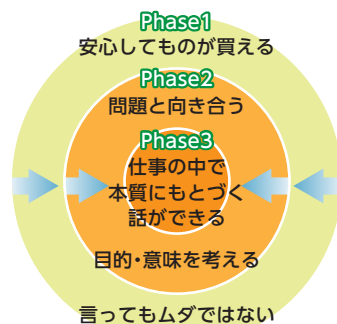 Phase1
安心してものが買える
Phase2
問題と向き合う
Phase3
仕事の中で
本質にもとづく
話ができる
目的・意味を考える
言ってもムダではない